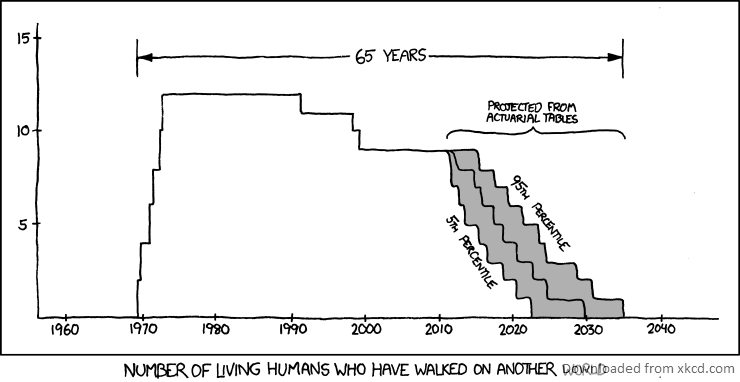 15
65 YEARS
PROJECTED FROM
ACTUARIAL TABLES
10
95TH PERCENTILE
5
5TH PERCENTILE
1960 1970 1980 1990 2000 2010 2020 2030 2040
NUMBER OF LIVING HUMANS WHO HAVE WALKED ON ANOTHER
Downloaded from xkcd.com